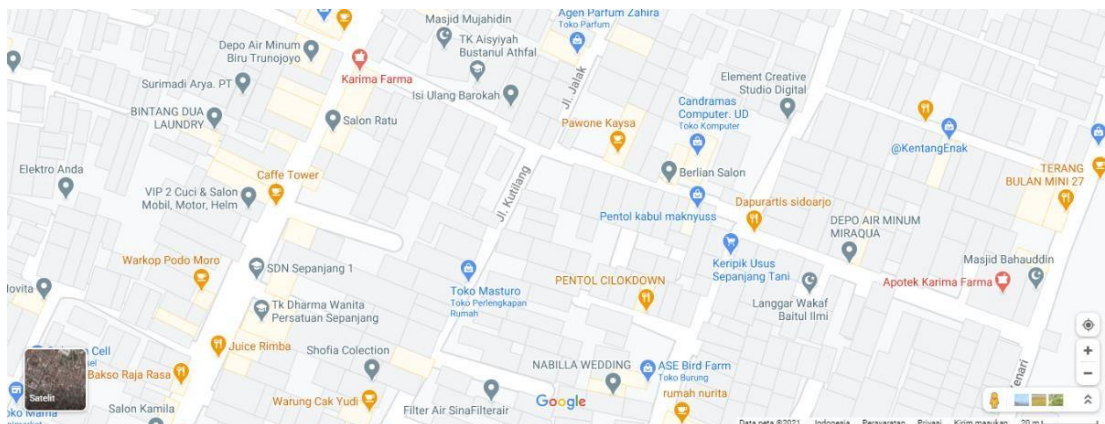 Masjid Mujahidin
Agen Parfum Zahira
Toko Parfum
TK Aisyiyah
Bustanul Athfal
Depo Air Minum
Biru Trunojoyo
Karima Farma
Surimadi Arya. PT
Isi Ulang Barokah
Jl. Jalak
Element Creative
Studio Digital
BINTANG DUA
LAUNDRY
Salon Ratu
Pawone Kaysa
Candramas
Computer. UD
Toko Komputer
@KentangEnak
Elektro Anda
Caffe Tower
Berlian Salon
TERANG
BULAN MINI 27
VIP 2 Cuci & Salon
Mobil, Motor, Helm
Jl. Kutilang
Pentol kabul maknyuss
Dapurartis sidoarjo
DEPO AIR MINUM
MIRAQUA
Warkop Podo Moro
SDN Sepanjang 1
Keripik Usus
Sepanjang Tani
Masjid Bahauddin
Toko Masturo
Toko Perlengkapan
Rumah
PENTOL CILOKDOWN
Apotek Karima Farma
Tk Dharma Wanita
Persatuan Sepanjang
Langgar Wakaf
Baitul Ilmi
Juice Rimba
Shofia Colection
Cell
NABILLA WEDDING
ASE Bird Farm
Toko Burung
Bakso Raja Rasa
Satelit
Google
rumah nurita
Salon Kamila
Warung Cak Yudi
Filter Air SinaFilterair
Data peta ©2021 Indonesia Persyaratan Privasi Kirim masukan 20 m